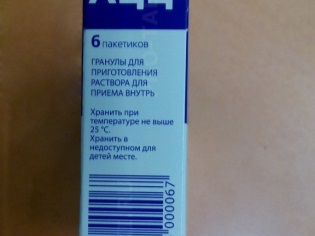 АЦЦ
6 пакетиков
ГРАНУЛЫ ДЛЯ
ПРИГОТОВЛЕНИЯ
РАСТВОРА ДЛЯ
ПРИЕМА ВНУТРЬ
Хранить при
температуре не выше
25 °C.
Хранить в
недоступном для
детей месте.
000067